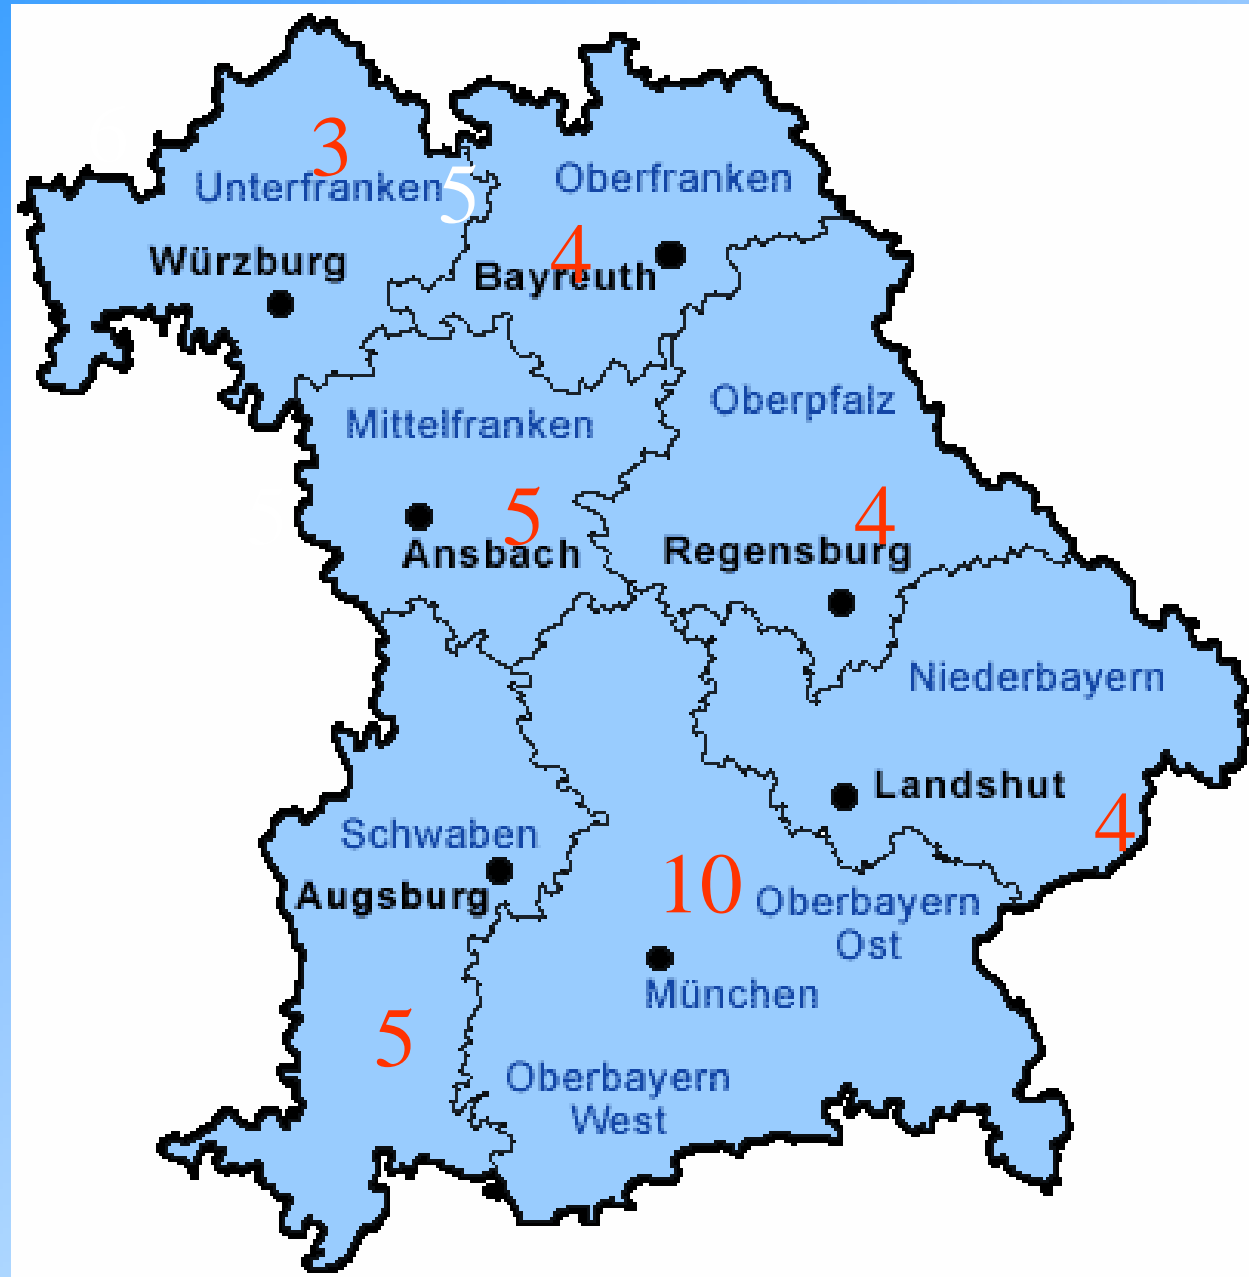 3
Unterfranken
5
Oberfranken
Würzburg
4
Bayreuth
Oberpfalz
Mittelfranken
5
Ansbach
4
Regensburg
Niederbayern
Landshut
4
Schwaben
Augsburg
10
Oberbayern
Ost
München
5
Oberbayern
West